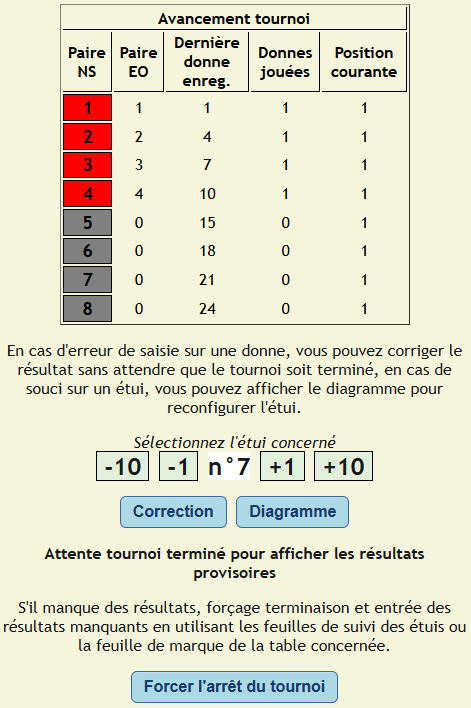 Avancement tournoi
Paire NS Paire EO Dernière donne enreg. Donnes jouées Position courante
1 1 1 1 1
2 2 4 1 1
3 3 7 1 1
4 4 10 1 1
5 0 15 0 1
6 0 18 0 1
7 0 21 0 1
8 0 24 0 1
En cas d'erreur de saisie sur une donne, vous pouvez corriger le
résultat sans attendre que le tournoi soit terminé, en cas de
souci sur un étui, vous pouvez afficher le diagramme pour
reconfigurer l'étui.
Sélectionnez l'étui concerné
-10 -1 n°7 +1 +10
Correction Diagramme
Attente tournoi terminé pour afficher les résultats
provisoires
S'il manque des résultats, forçage terminaison et entrée des
résultats manquants en utilisant les feuilles de suivi des étuis ou
la feuille de marque de la table concernée.
Forcer l'arrêt du tournoi